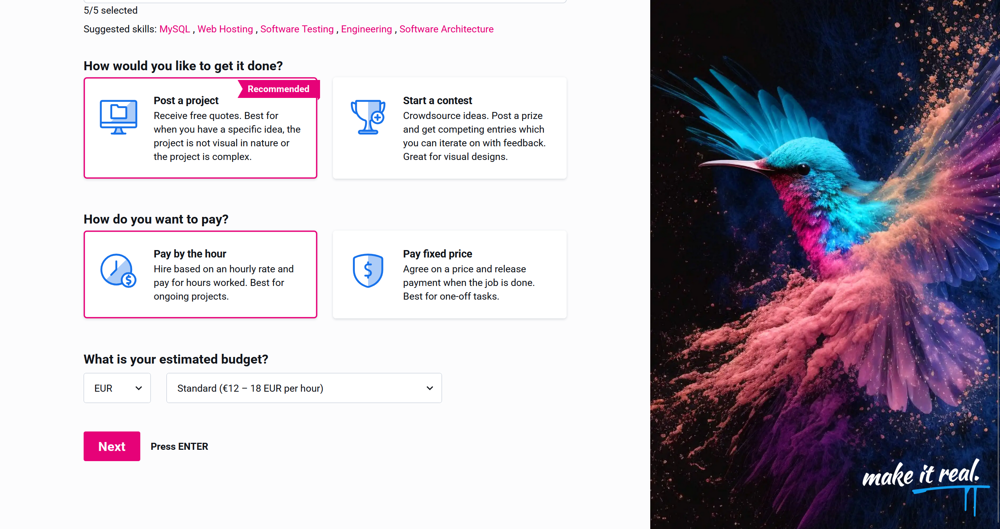 5/5 selected
Suggested skills: MySQL , Web Hosting , Software Testing , Engineering , Software Architecture
How would you like to get it done?
Recommended
Post a project
Receive free quotes. Best for
when you have a specific idea, the
project is not visual in nature or
the project is complex.
Start a contest
Crowdsource ideas. Post a prize
and get competing entries which
you can iterate on with feedback.
Great for visual designs.
How do you want to pay?
Pay by the hour
Hire based on an hourly rate and
pay for hours worked. Best for
ongoing projects.
Pay fixed price
Agree on a price and release
payment when the job is done.
Best for one-off tasks.
What is your estimated budget?
EUR
Standard (€12 – 18 EUR per hour)
Next
Press ENTER
make it real.